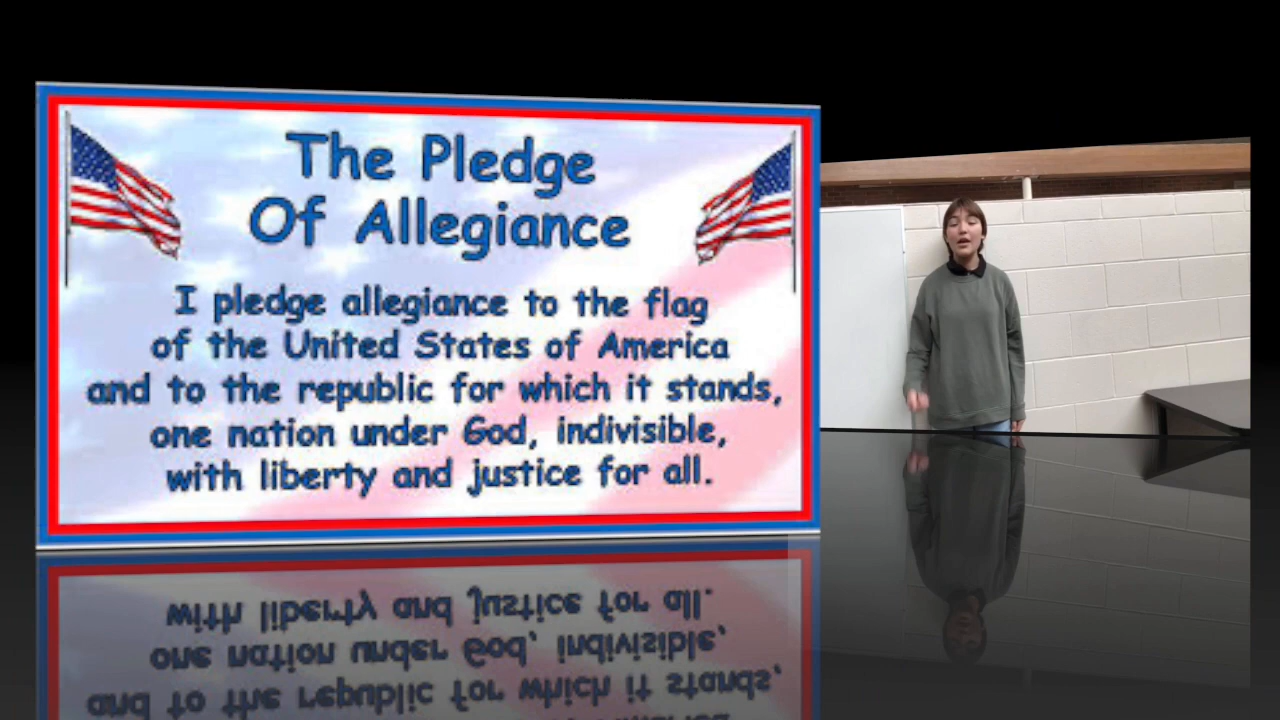 The Pledge
Of Allegiance
I pledge allegiance to the flag
of the United States of America
and to the republic for which it stands,
one nation under God, indivisible,
with liberty and justice for all.